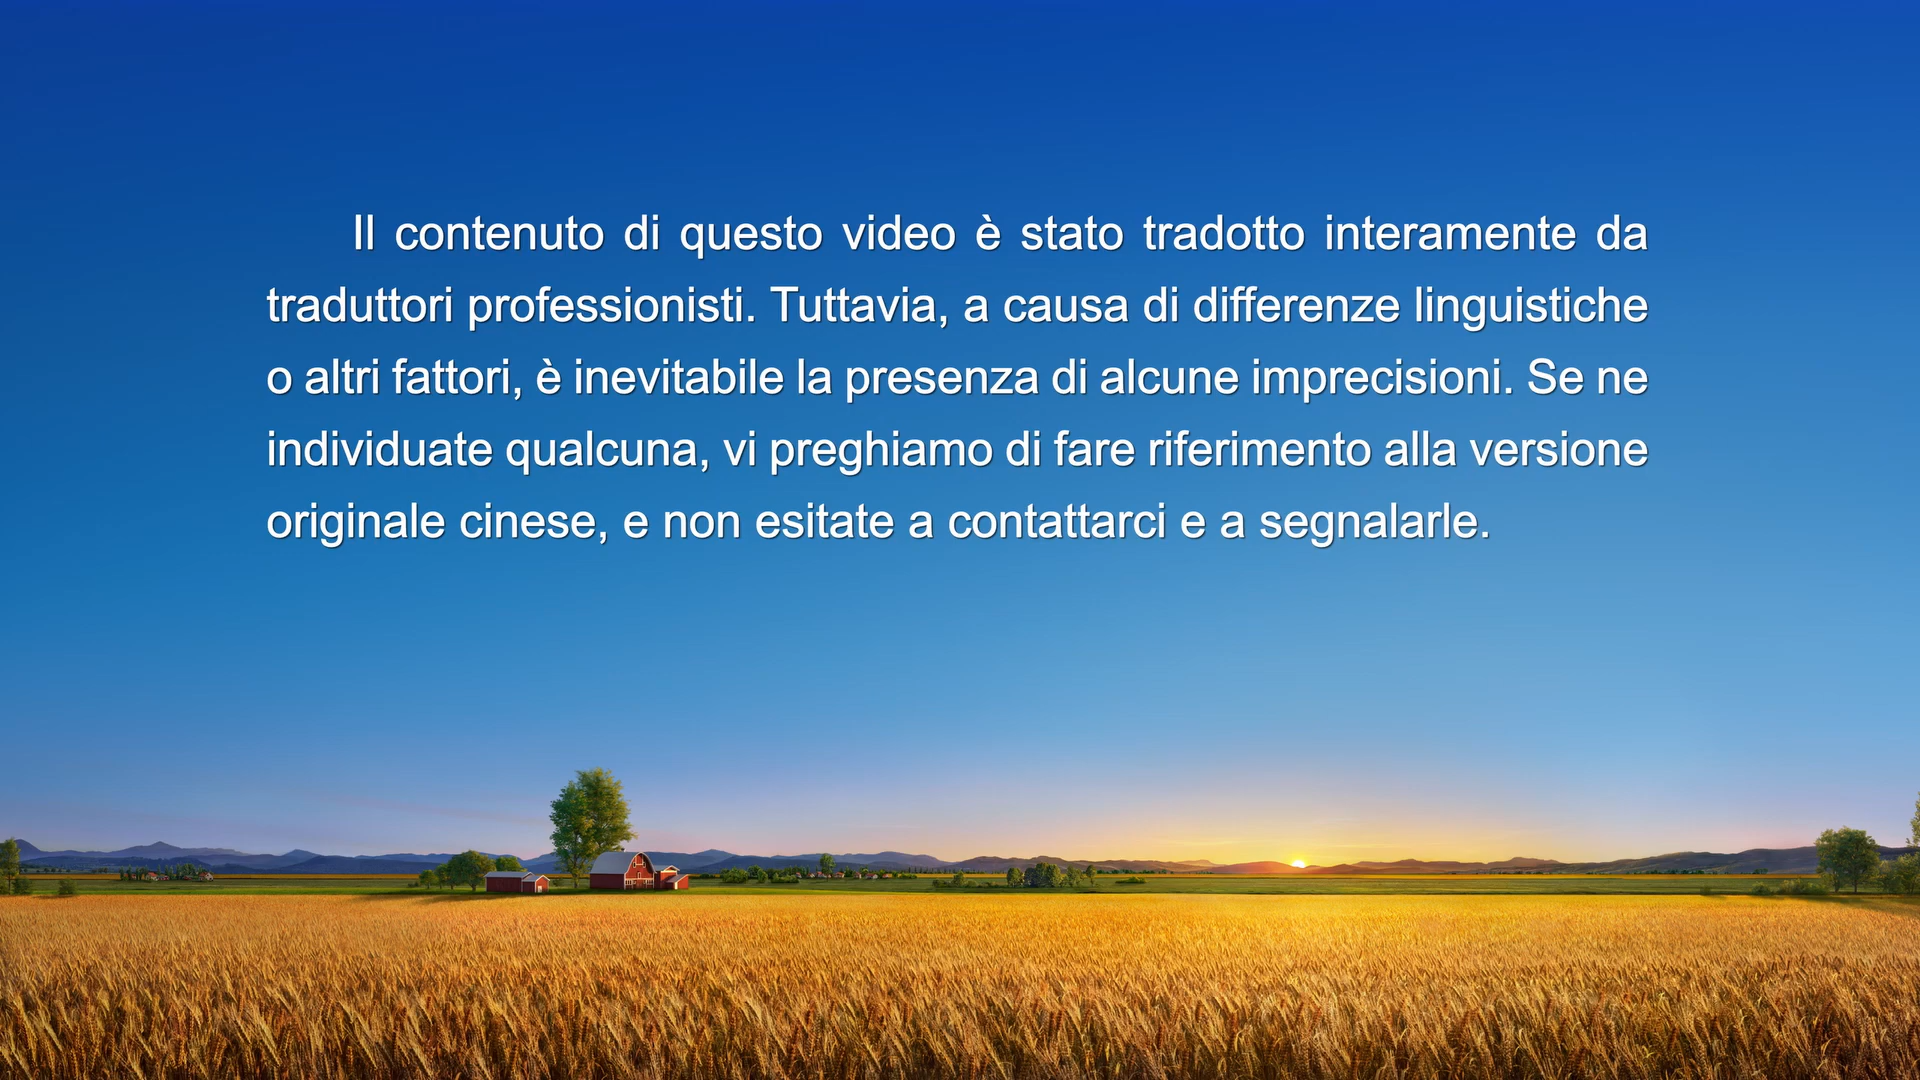 Il contenuto di questo video è stato tradotto interamente da
traduttori professionisti. Tuttavia, a causa di differenze linguistiche
o altri fattori, è inevitabile la presenza di alcune imprecisioni. Se ne
individuate qualcuna, vi preghiamo di fare riferimento alla versione
originale cinese, e non esitate a contattarci e a segnalarle.